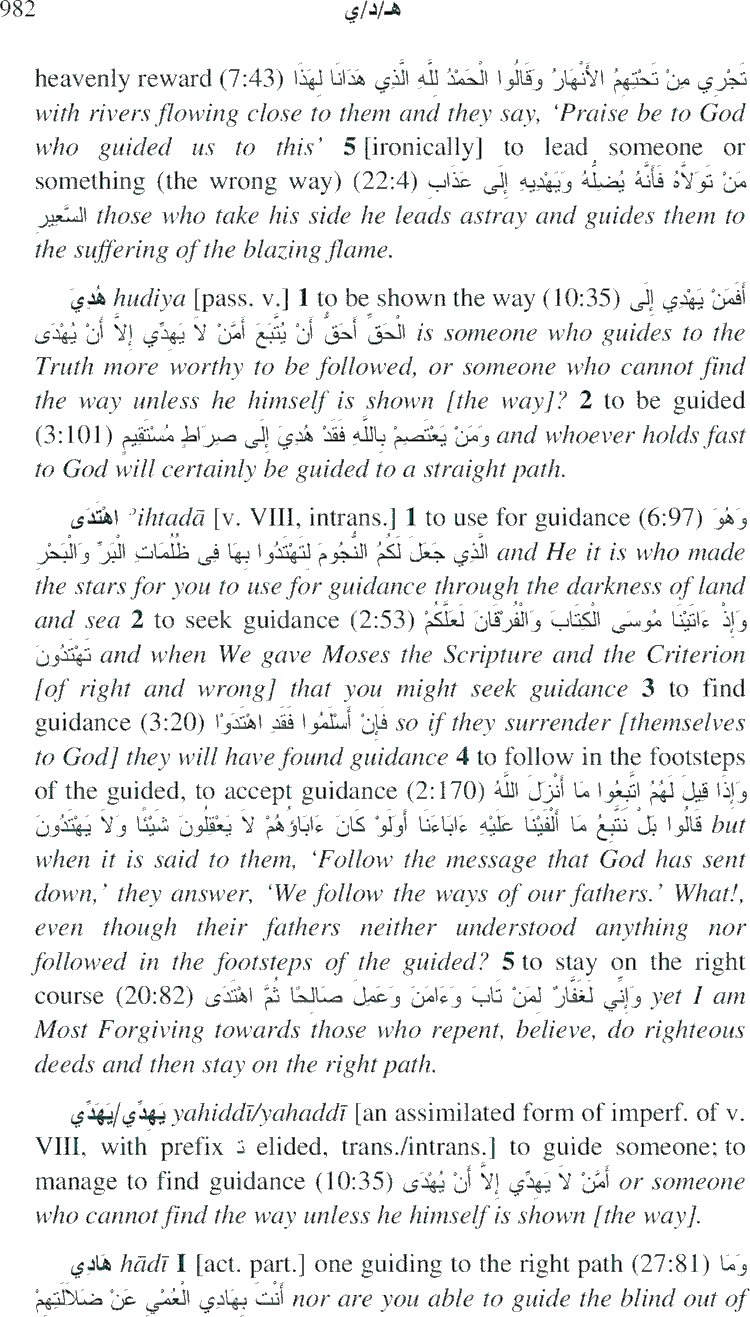 982
هـ/د/ي
heavenly reward (7:43) تَجْرِي مِنْ تَحْتِهِمُ الأَنْهَارُ وَقَالُوا الْحَمْدُ لِلَّهِ الَّذِي هَدَانَا لِهَذَا
with rivers flowing close to them and they say, ‘Praise be to God
who guided us to this’ 5 [ironically] to lead someone or
something (the wrong way) (22:4) مَنْ تَوَلاَّهُ فَأَنَّهُ يُضِلُّهُ وَيَهْدِيهِ إِلَى عَذَابِ
السَّعِيرِ those who take his side he leads astray and guides them to
the suffering of the blazing flame.
هُدِيَ hudiya [pass. v.] 1 to be shown the way (10:35) أَفَمَنْ يَهْدِي إِلَى
الْحَقِّ أَحَقُّ أَنْ يُتَّبَعَ أَمَّنْ لاَ يَهِدِّي إِلاَّ أَنْ يُهْدَى is someone who guides to the
Truth more worthy to be followed, or someone who cannot find
the way unless he himself is shown [the way]? 2 to be guided
(3:101) وَمَنْ يَعْتَصِمْ بِاللَّهِ فَقَدْ هُدِيَ إِلَى صِرَاطٍ مُسْتَقِيمٍ and whoever holds fast
to God will certainly be guided to a straight path.
اهْتَدَى ʾihtadā [v. VIII, intrans.] 1 to use for guidance (6:97) وَهُوَ
الَّذِي جَعَلَ لَكُمُ النُّجُومَ لِتَهْتَدُوا بِهَا فِى ظُلُمَاتِ الْبَرِّ وَالْبَحْرِ and He it is who made
the stars for you to use for guidance through the darkness of land
and sea 2 to seek guidance (2:53) وَإِذْ ءَاتَيْنَا مُوسَى الْكِتَابَ وَالْفُرْقَانَ لَعَلَّكُمْ
تَهْتَدُونَ and when We gave Moses the Scripture and the Criterion
[of right and wrong] that you might seek guidance 3 to find
guidance (3:20) فَإِنْ أَسْلَمُوا فَقَدِ اهْتَدَوْا so if they surrender [themselves
to God] they will have found guidance 4 to follow in the footsteps
of the guided, to accept guidance (2:170) وَإِذَا قِيلَ لَهُمُ اتَّبِعُوا مَا أَنْزَلَ اللَّهُ
قَالُوا بَلْ نَتَّبِعُ مَا أَلْفَيْنَا عَلَيْهِ ءَابَاءَنَا أَوَلَوْ كَانَ ءَابَاؤُهُمْ لاَ يَعْقِلُونَ شَيْئًا وَلاَ يَهْتَدُونَ but
when it is said to them, ‘Follow the message that God has sent
down,’ they answer, ‘We follow the ways of our fathers.’ What!,
even though their fathers neither understood anything nor
followed in the footsteps of the guided? 5 to stay on the right
course (20:82) وَإِنِّي لَغَفَّارٌ لِمَنْ تَابَ وَءَامَنَ وَعَمِلَ صَالِحًا ثُمَّ اهْتَدَى yet I am
Most Forgiving towards those who repent, believe, do righteous
deeds and then stay on the right path.
يَهِدِّي/يَهَدِّي yahiddī/yahaddī [an assimilated form of imperf. of v.
VIII, with prefix تَ elided, trans./intrans.] to guide someone; to
manage to find guidance (10:35) أَمَّنْ لاَ يَهِدِّي إِلاَّ أَنْ يُهْدَى or someone
who cannot find the way unless he himself is shown [the way].
هَادِي hādī I [act. part.] one guiding to the right path (27:81) وَمَا
أَنْتَ بِهَادِي الْعُمْيِ عَنْ ضَلاَلَتِهِمْ nor are you able to guide the blind out of